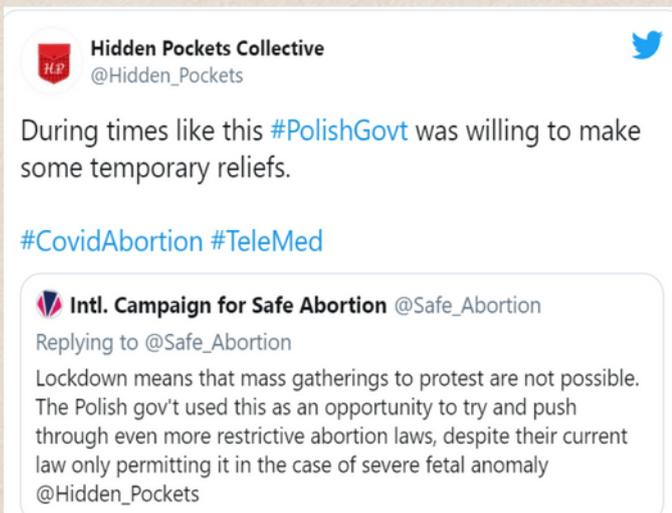 Hidden Pockets Collective
@Hidden_Pockets
H.P
During times like this #PolishGovt was willing to make
some temporary reliefs.
#CovidAbortion #TeleMed
Intl. Campaign for Safe Abortion @Safe_Abortion
Replying to @Safe_Abortion
Lockdown means that mass gatherings to protest are not possible.
The Polish gov't used this as an opportunity to try and push
through even more restrictive abortion laws, despite their current
law only permitting it in the case of severe fetal anomaly
@Hidden_Pockets